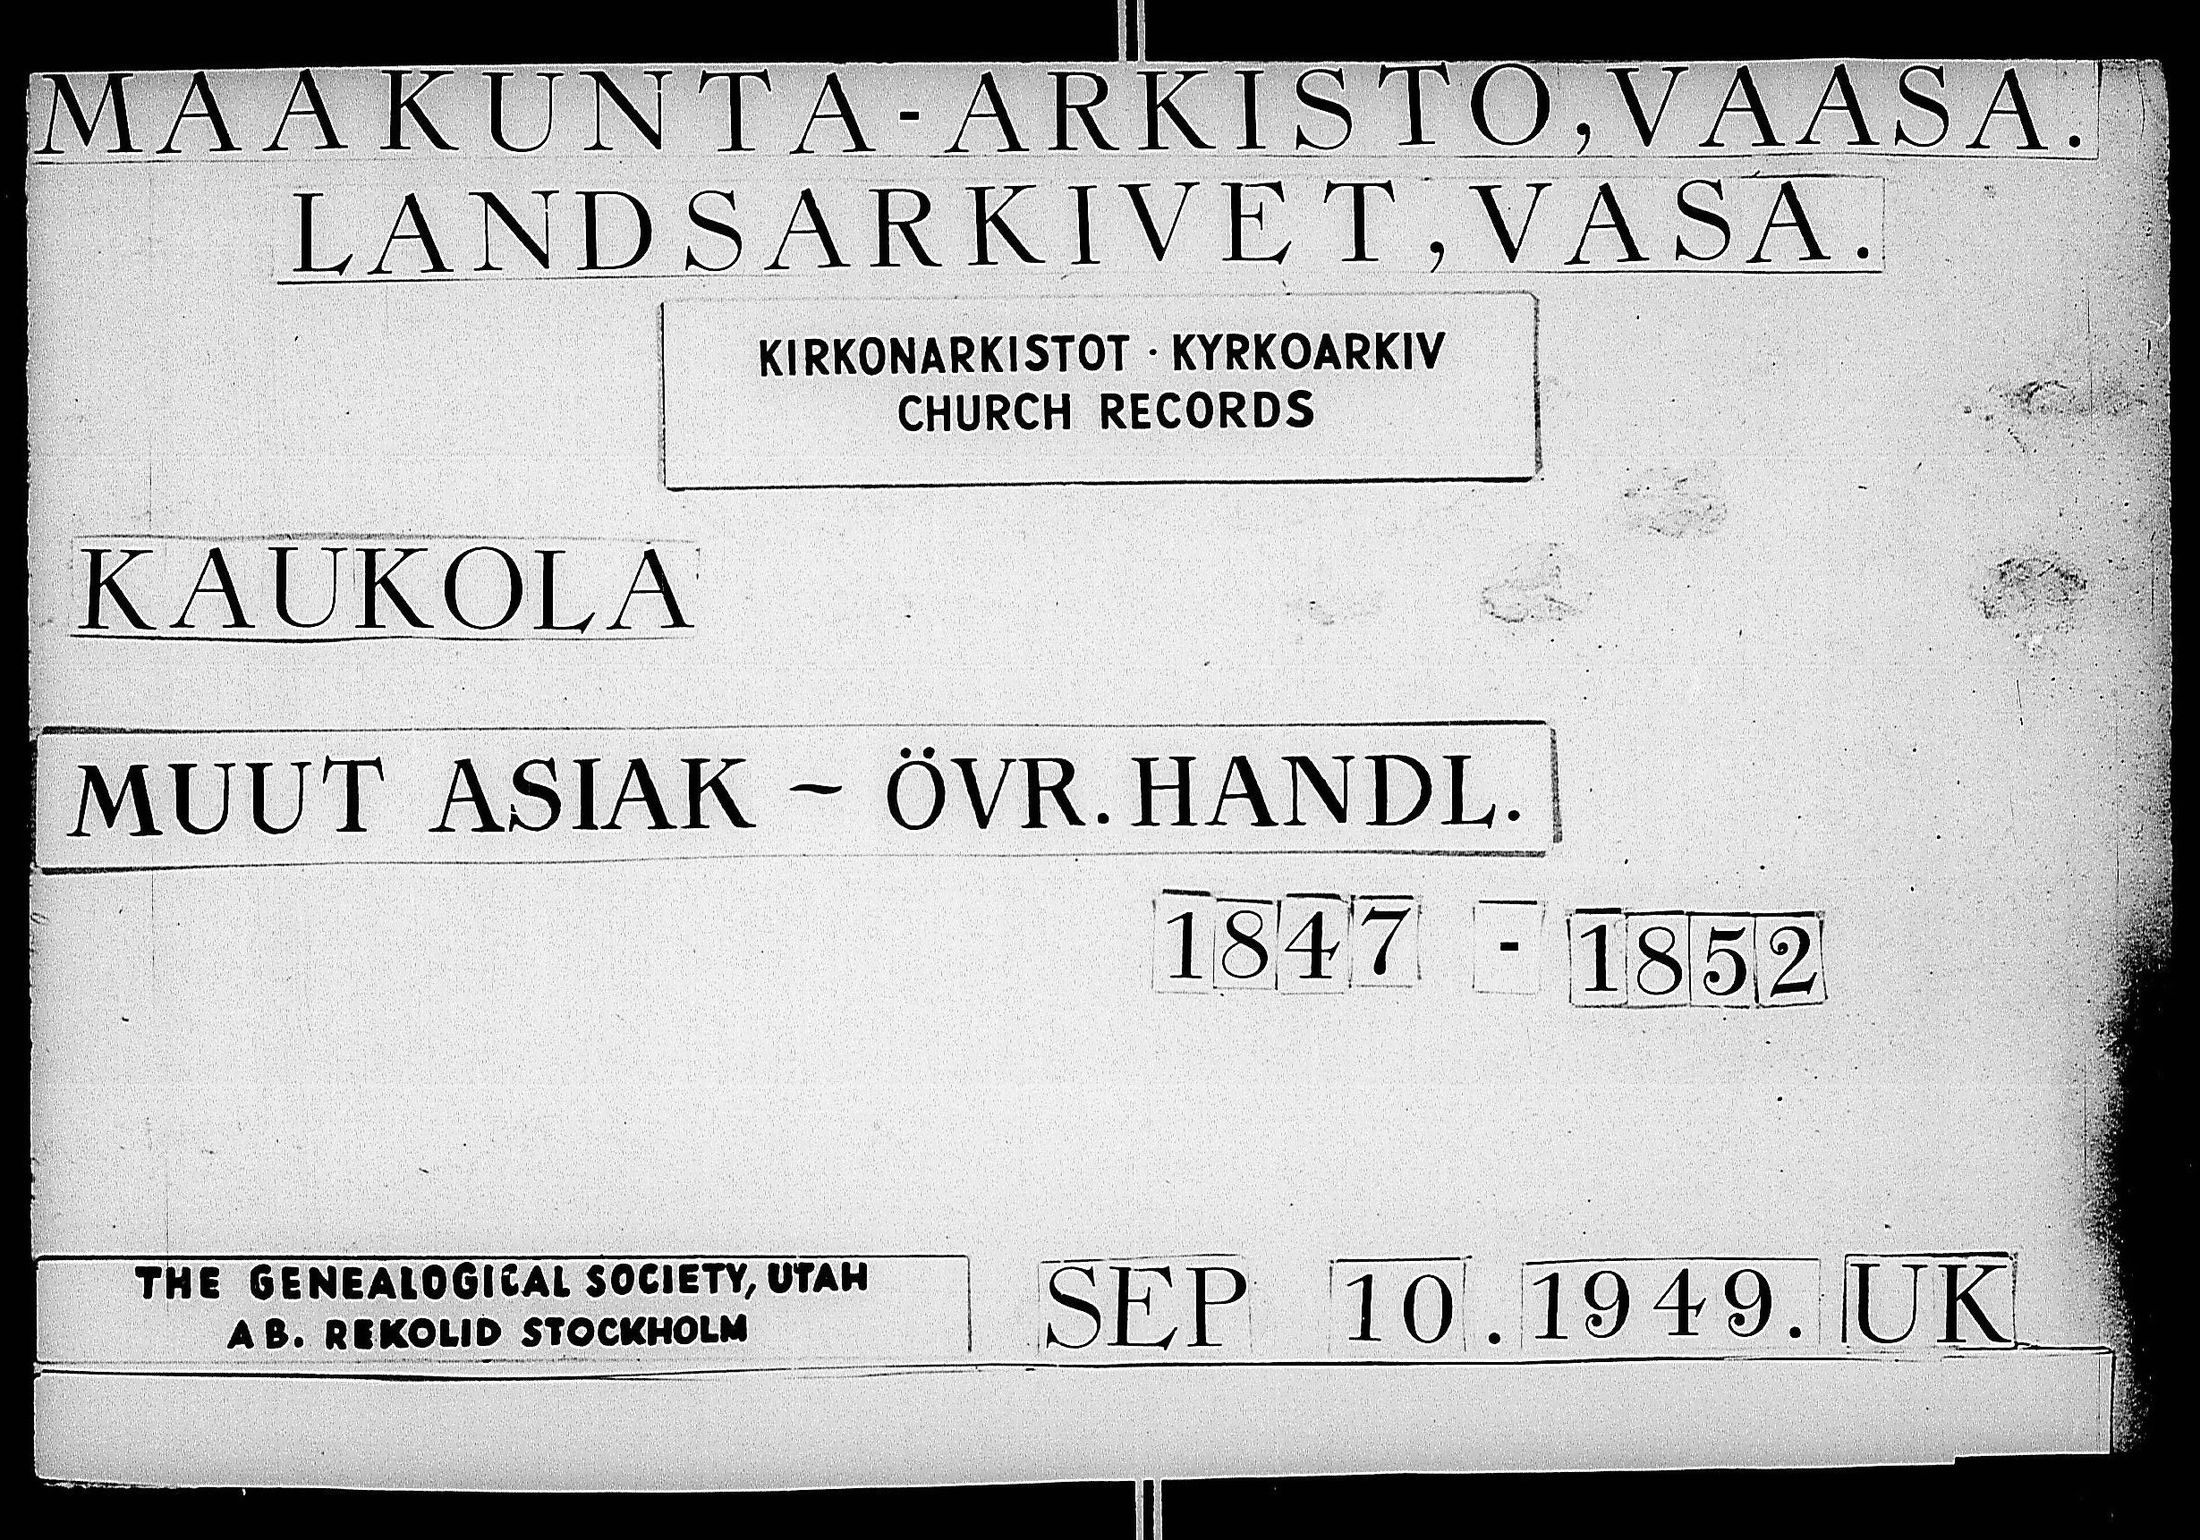 MAAKUNTA-ARKISTO, VAASA.
LANDSARKIVET, VASA.
KIRKONARKISTOT · KYRKOARKIV
CHURCH RECORDS
KAUKOLA
MUUT ASIAK ~ ÖVR. HANDL.
1847 - 1852
THE GENEALOGICAL SOCIETY, UTAH
AB. REKOLID STOCKHOLM
SEP 10. 1949. UK